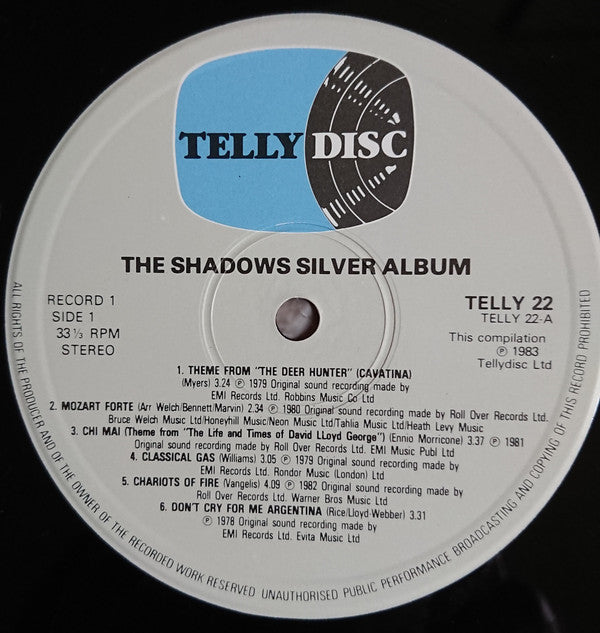 TELLY DISC
THE SHADOWS SILVER ALBUM
RECORD 1
SIDE 1
33⅓ RPM
STEREO
TELLY 22
TELLY 22-A
This compilation
℗ 1983
Tellydisc Ltd
1. THEME FROM "THE DEER HUNTER" (CAVATINA)
(Myers) 3.24 ℗ 1979 Original sound recording made by
EMI Records Ltd. Robbins Music Co Ltd
2. MOZART FORTE (Arr Welch/Bennett/Marvin) 2.34 ℗ 1980 Original sound recording made by Roll Over Records Ltd.
Bruce Welch Music Ltd/Honeyhill Music/Neon Music Ltd/Tahlia Music Ltd/Heath Levy Music
3. CHI MAI (Theme from "The Life and Times of David LLoyd George") (Ennio Morricone) 3.37 ℗ 1981
Original sound recording made by Roll Over Records Ltd. EMI Music Publ Ltd
4. CLASSICAL GAS (Williams) 3.05 ℗ 1979 Original sound recording made by
EMI Records Ltd. Rondor Music (London) Ltd
5. CHARIOTS OF FIRE (Vangelis) 4.09 ℗ 1982 Original sound recording made by
Roll Over Records Ltd. Warner Bros Music Ltd
6. DON'T CRY FOR ME ARGENTINA (Rice/Lloyd-Webber) 3.31
℗ 1978 Original sound recording made by
EMI Records Ltd. Evita Music Ltd
ALL RIGHTS OF THE PRODUCER AND OF THE OWNER OF THE RECORDED WORK RESERVED UNAUTHORISED PUBLIC PERFORMANCE BROADCASTING AND COPYING OF THIS RECORD PROHIBITED